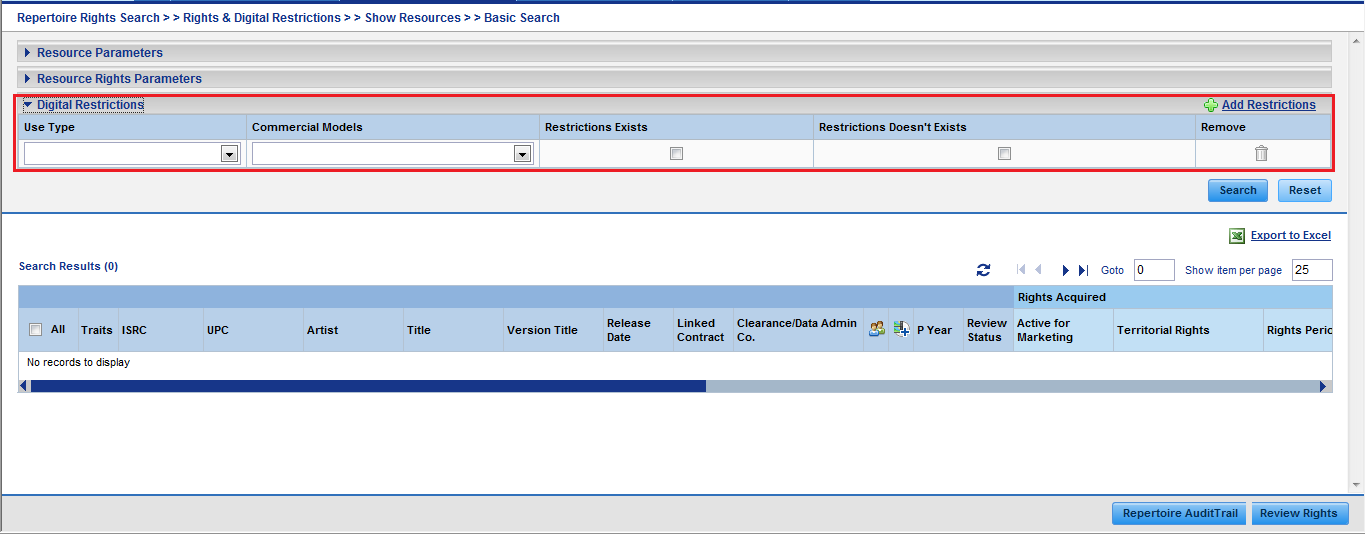 Repertoire Rights Search > > Rights & Digital Restrictions > > Show Resources > > Basic Search
Resource Parameters
Resource Rights Parameters
Digital Restrictions Add Restrictions
Use Type Commercial Models Restrictions Exists Restrictions Doesn't Exists Remove
Search Reset
Export to Excel
Search Results (0) Goto 0 Show item per page 25
Rights Acquired
All Traits ISRC UPC Artist Title Version Title Release Date Linked Contract Clearance/Data Admin Co. P Year Review Status Active for Marketing Territorial Rights Rights Peric
No records to display
Repertoire AuditTrail Review Rights